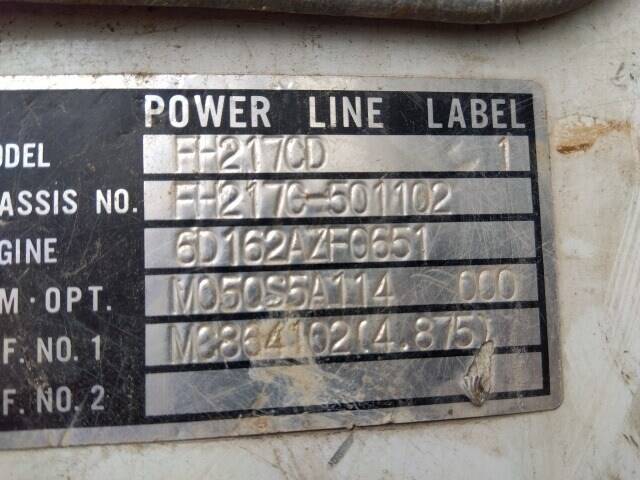 POWER LINE LABEL
ODEL FH217CD 1
ASSIS NO. FH217C-501102
GINE 6D162AZF0651
M·OPT. M050S5A114 000
F. NO. 1 MC864102(4.875)
F. NO. 2